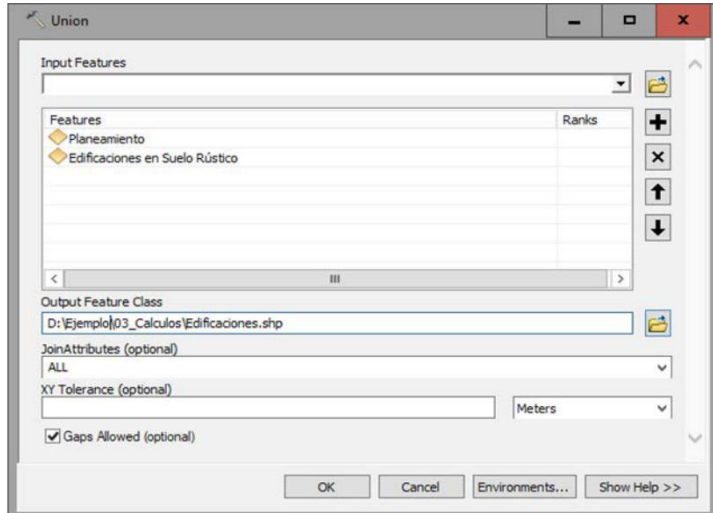 Union
Input Features
Features Ranks
Planeamiento
Edificaciones en Suelo Rústico
Output Feature Class
D:\Ejemplo\03_Calculos\Edificaciones.shp
JoinAttributes (optional)
ALL
XY Tolerance (optional)
Meters
Gaps Allowed (optional)
OK Cancel Environments... Show Help >>